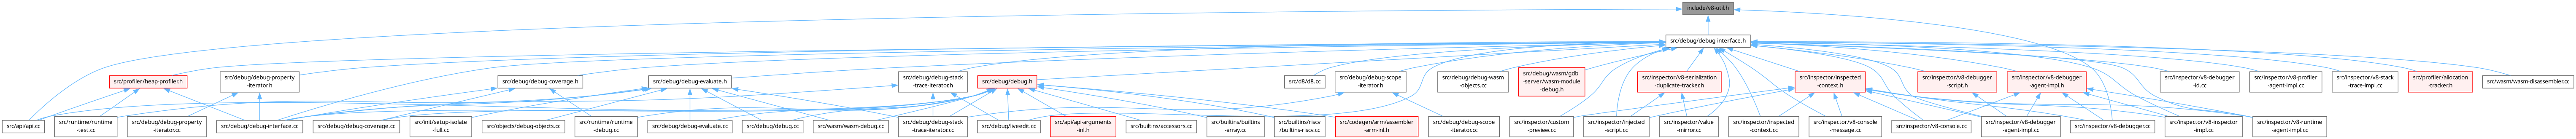 include/v8-util.h
src/debug/debug-interface.h
src/profiler/heap-profiler.h
src/debug/debug-property
-iterator.h
src/debug/debug-coverage.h
src/debug/debug-evaluate.h
src/debug/debug-stack
-trace-iterator.h
src/debug/debug.h
src/d8/d8.cc
src/debug/debug-scope
-iterator.h
src/debug/debug-wasm
-objects.cc
src/debug/wasm/gdb
-server/wasm-module
-debug.h
src/inspector/v8-serialization
-duplicate-tracker.h
src/inspector/inspected
-context.h
src/inspector/v8-debugger
-script.h
src/inspector/v8-debugger
-agent-impl.h
src/inspector/v8-debugger
-id.cc
src/inspector/v8-profiler
-agent-impl.cc
src/inspector/v8-stack
-trace-impl.cc
src/profiler/allocation
-tracker.h
src/wasm/wasm-disassembler.cc
src/api/api.cc
src/runtime/runtime
-test.cc
src/debug/debug-property
-iterator.cc
src/debug/debug-interface.cc
src/debug/debug-coverage.cc
src/init/setup-isolate
-full.cc
src/objects/debug-objects.cc
src/runtime/runtime
-debug.cc
src/debug/debug-evaluate.cc
src/debug/debug.cc
src/wasm/wasm-debug.cc
src/debug/debug-stack
-trace-iterator.cc
src/debug/liveedit.cc
src/api/api-arguments
-inl.h
src/builtins/accessors.cc
src/builtins/builtins
-array.cc
src/builtins/riscv
/builtins-riscv.cc
src/codegen/arm/assembler
-arm-inl.h
src/debug/debug-scope
-iterator.cc
src/inspector/custom
-preview.cc
src/inspector/injected
-script.cc
src/inspector/value
-mirror.cc
src/inspector/inspected
-context.cc
src/inspector/v8-console
-message.cc
src/inspector/v8-console.cc
src/inspector/v8-debugger
-agent-impl.cc
src/inspector/v8-debugger.cc
src/inspector/v8-inspector
-impl.cc
src/inspector/v8-runtime
-agent-impl.cc